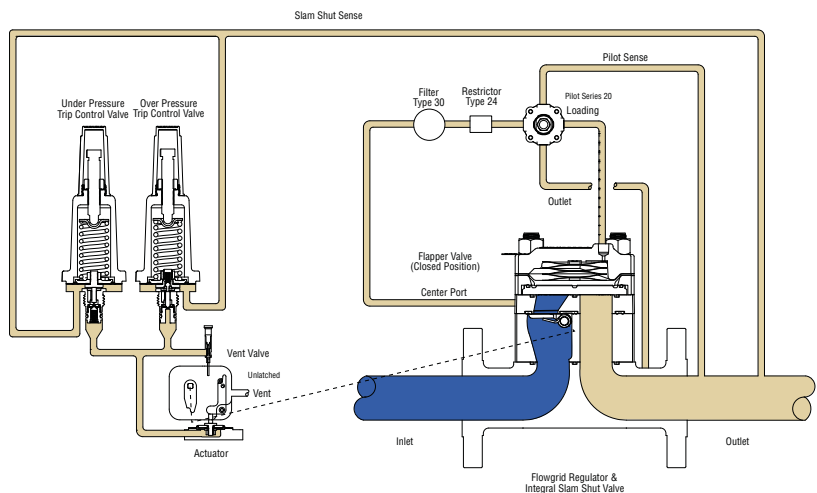 Slam Shut Sense
Pilot Sense
Under Pressure
Trip Control Valve
Over Pressure
Trip Control Valve
Filter
Type 30
Restrictor
Type 24
Pilot Series 20
Loading
Outlet
Flapper Valve
(Closed Position)
Center Port
Vent Valve
Unlatched
Vent
Actuator
Inlet
Outlet
Flowgrid Regulator &
Integral Slam Shut Valve